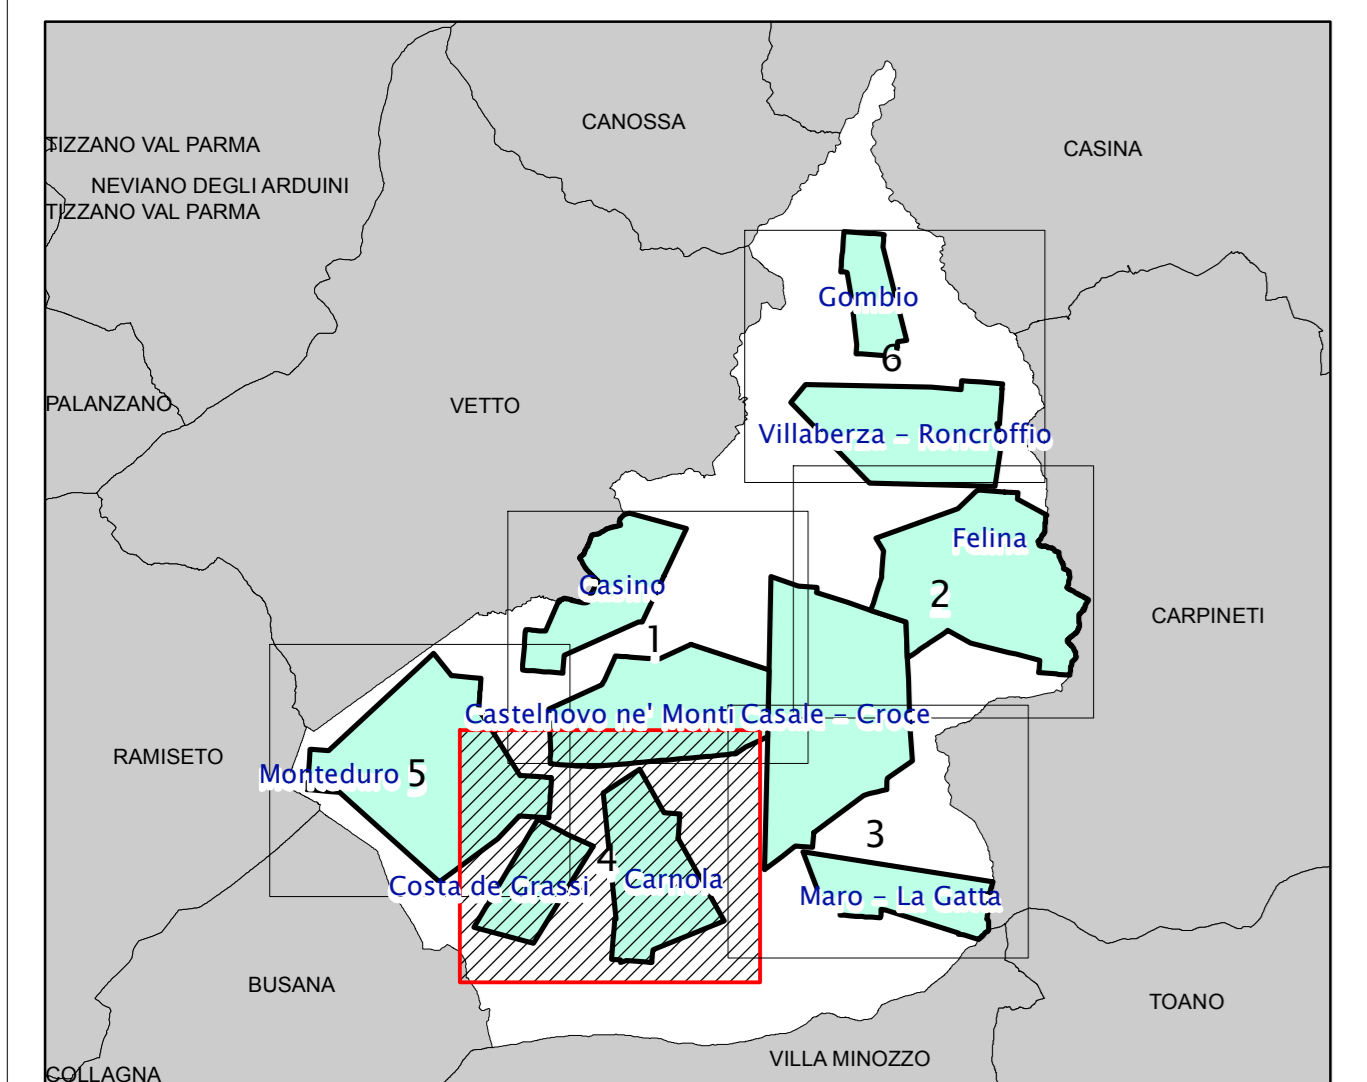 CANOSSA
TIZZANO VAL PARMA
CASINA
NEVIANO DEGLI ARDUINI
TIZZANO VAL PARMA
Gombio
6
PALANZANO
VETTO
Villaberza - Roncroffio
Felina
Casino
2
CARPINETI
1
Castelnovo ne' Monti
Casale - Croce
RAMISETO
Monteduro
5
3
4
Costa de Grassi
Carnola
Maro - La Gatta
BUSANA
TOANO
VILLA MINOZZO
COLLAGNA